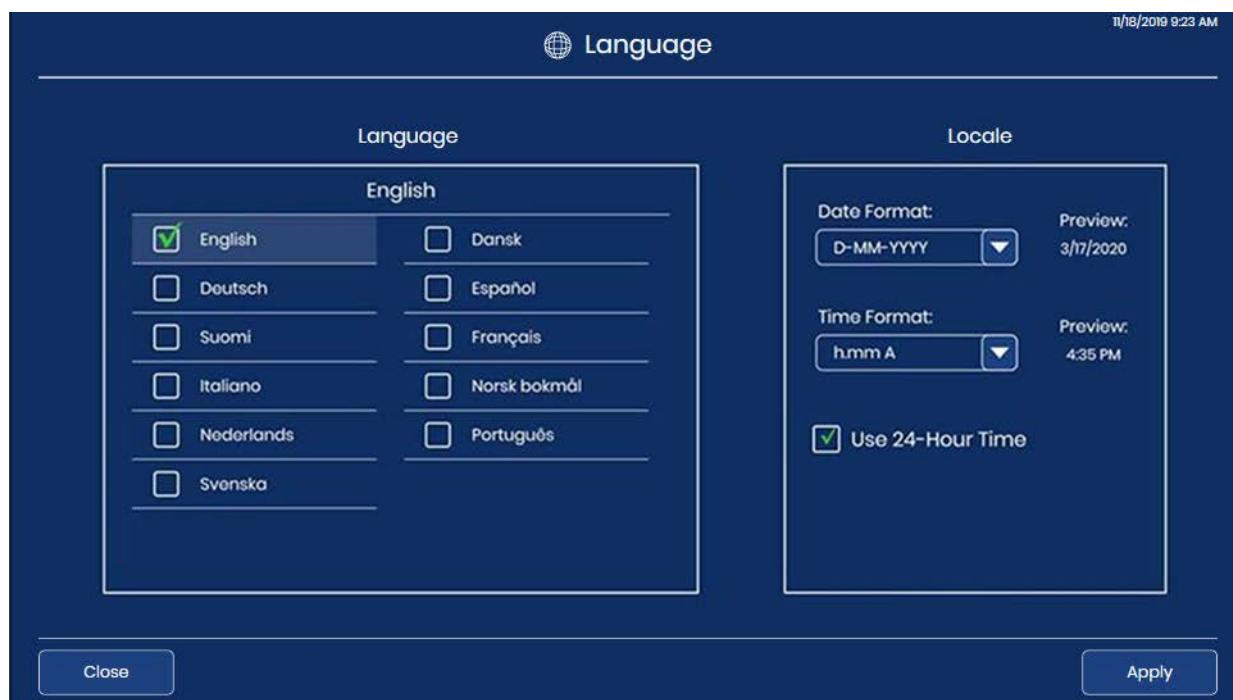 11/18/2019 9:23 AM
Language
Language
English
English
Dansk
Deutsch
Español
Suomi
Français
Italiano
Norsk bokmål
Nederlands
Português
Svenska
Locale
Date Format:
Preview:
D-MM-YYYY
3/17/2020
Time Format:
Preview:
h.mm A
4:35 PM
Use 24-Hour Time
Close
Apply